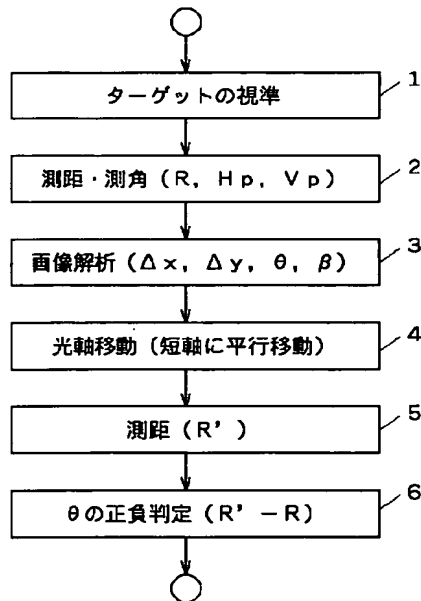 ターゲットの視準
1
測距・測角（R，Hp，Vp）
2
画像解析（Δx，Δy，θ，β）
3
光軸移動（短軸に平行移動）
4
測距（R’）
5
θの正負判定（R’－R）
6